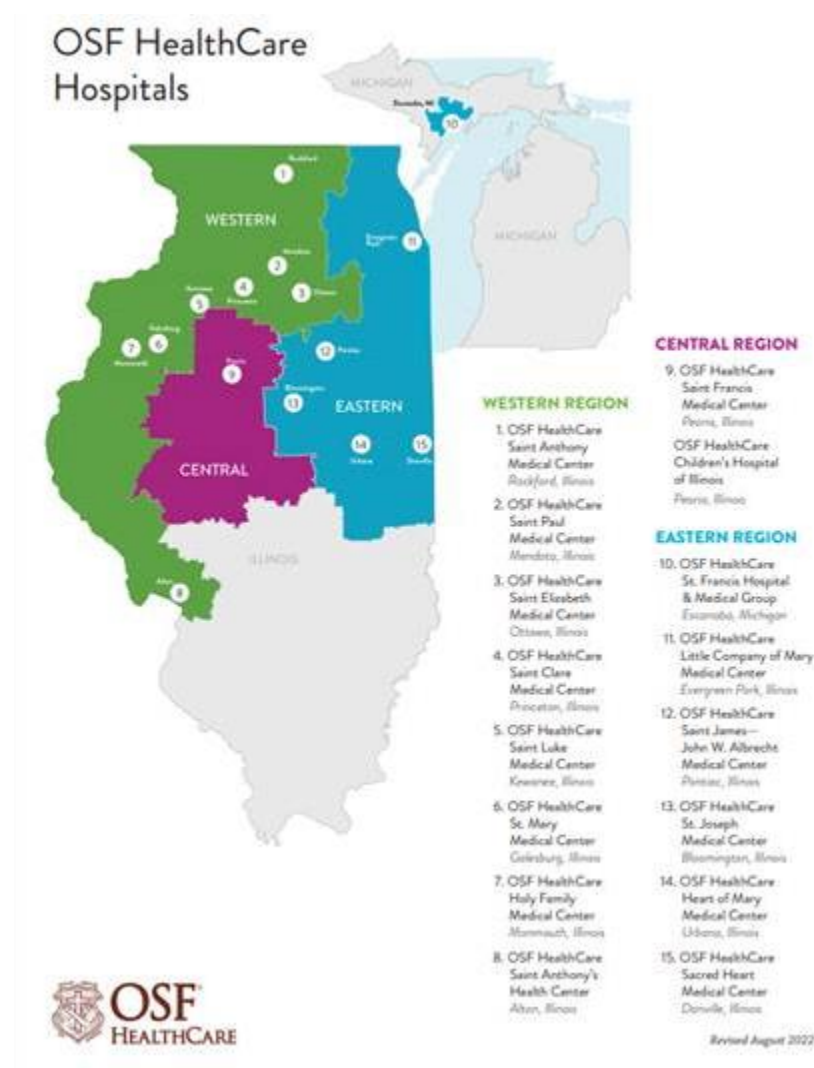 OSF HealthCare
Hospitals
MICHIGAN
Escanaba, MI
10
Rockford
1
WESTERN
Evergreen
Park
11
MICHIGAN
Mendota
2
4
Princeton
3
Ottawa
Kewanee
5
Galesburg
7
6
Monmouth
Peoria
9
12
Pontiac
Bloomington
13
EASTERN
14
Urbana
15
Danville
CENTRAL
ILLINOIS
Alton
8
WESTERN REGION
1. OSF HealthCare
Saint Anthony
Medical Center
Rockford, Illinois
2. OSF HealthCare
Saint Paul
Medical Center
Mendota, Illinois
3. OSF HealthCare
Saint Elizabeth
Medical Center
Ottawa, Illinois
4. OSF HealthCare
Saint Clare
Medical Center
Princeton, Illinois
5. OSF HealthCare
Saint Luke
Medical Center
Kewanee, Illinois
6. OSF HealthCare
St. Mary
Medical Center
Galesburg, Illinois
7. OSF HealthCare
Holy Family
Medical Center
Monmouth, Illinois
8. OSF HealthCare
Saint Anthony's
Health Center
Alton, Illinois
CENTRAL REGION
9. OSF HealthCare
Saint Francis
Medical Center
Peoria, Illinois
OSF HealthCare
Children's Hospital
of Illinois
Peoria, Illinois
EASTERN REGION
10. OSF HealthCare
St. Francis Hospital
& Medical Group
Escanaba, Michigan
11. OSF HealthCare
Little Company of Mary
Medical Center
Evergreen Park, Illinois
12. OSF HealthCare
Saint James—
John W. Albrecht
Medical Center
Pontiac, Illinois
13. OSF HealthCare
St. Joseph
Medical Center
Bloomington, Illinois
14. OSF HealthCare
Heart of Mary
Medical Center
Urbana, Illinois
15. OSF HealthCare
Sacred Heart
Medical Center
Danville, Illinois
OSF
HEALTHCARE
Revised August 2022